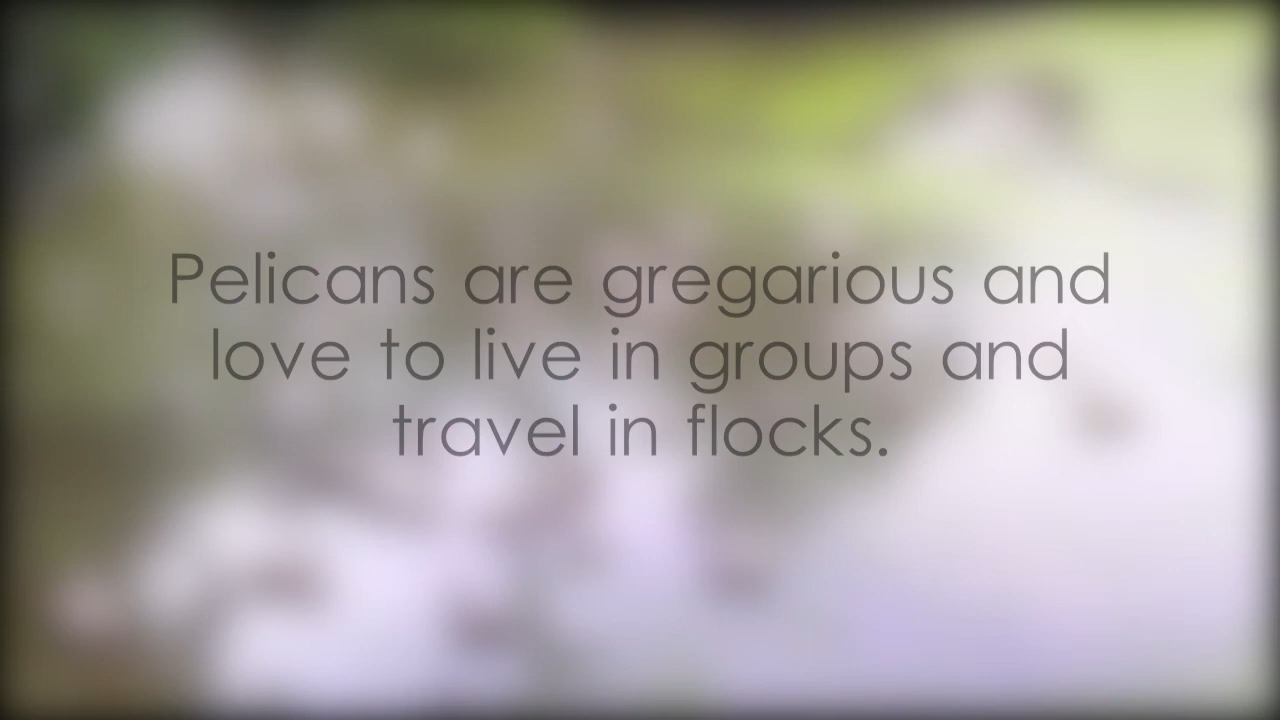 Pelicans are gregarious and
love to live in groups and
travel in flocks.